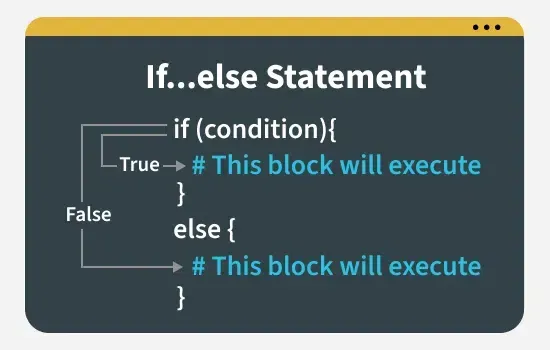 If...else Statement
if (condition){
True
# This block will execute
}
False
else {
# This block will execute
}